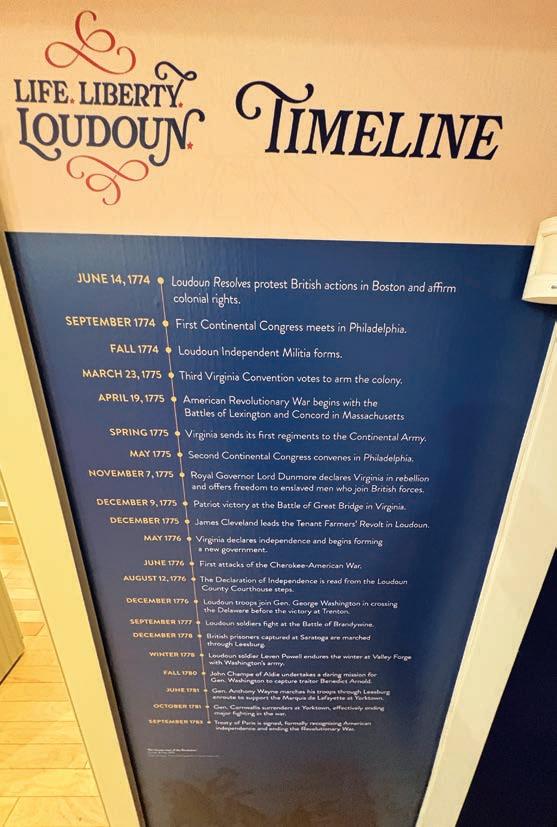 LIFE. LIBERTY.
LOUDOUN.
TIMELINE
JUNE 14, 1774 Loudoun Resolves protest British actions in Boston and affirm
colonial rights.
SEPTEMBER 1774 First Continental Congress meets in Philadelphia.
FALL 1774 Loudoun Independent Militia forms.
MARCH 23, 1775 Third Virginia Convention votes to arm the colony.
APRIL 19, 1775 American Revolutionary War begins with the
Battles of Lexington and Concord in Massachusetts
SPRING 1775 Virginia sends its first regiments to the Continental Army.
MAY 1775 Second Continental Congress convenes in Philadelphia.
NOVEMBER 7, 1775 Royal Governor Lord Dunmore declares Virginia in rebellion
and offers freedom to enslaved men who join British forces.
DECEMBER 9, 1775 Patriot victory at the Battle of Great Bridge in Virginia.
DECEMBER 1775 James Cleveland leads the Tenant Farmers' Revolt in Loudoun.
MAY 1776 Virginia declares independence and begins forming
a new government.
JUNE 1776 First attacks of the Cherokee-American War.
AUGUST 12, 1776 The Declaration of Independence is read from the Loudoun
County Courthouse steps.
DECEMBER 1776 Loudoun troops join Gen. George Washington in crossing
the Delaware before the victory at Trenton.
SEPTEMBER 1777 Loudoun soldiers fight at the Battle of Brandywine.
DECEMBER 1778 British prisoners captured at Saratoga are marched
through Leesburg.
WINTER 1778 Loudoun soldier Leven Powell endures the winter at Valley Forge
with Washington's army.
FALL 1780 John Champe of Aldie undertakes a daring mission for
Gen. Washington to capture traitor Benedict Arnold.
JUNE 1781 Gen. Anthony Wayne marches his troops through Leesburg
enroute to support the Marquis de Lafayette at Yorktown.
OCTOBER 1781 Gen. Cornwallis surrenders at Yorktown, effectively ending
major fighting in the war.
SEPTEMBER 1783 Treaty of Paris is signed, formally recognizing American
independence and ending the Revolutionary War.